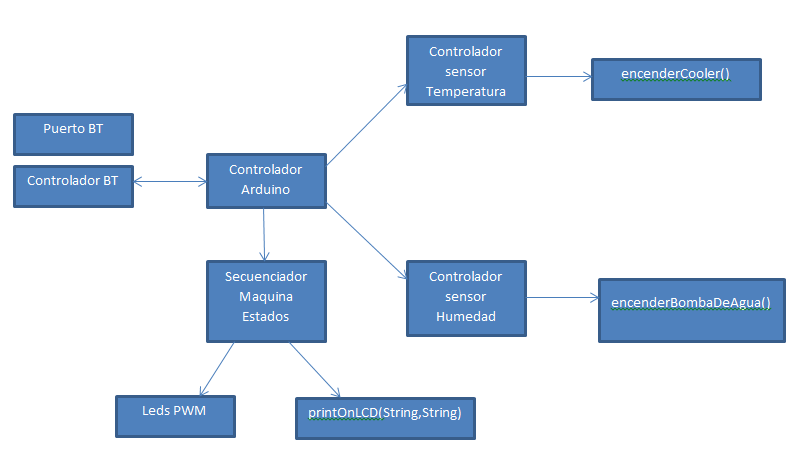 Controlador
sensor
Temperatura
encenderCooler()
Puerto BT
Controlador BT
Controlador
Arduino
Secuenciador
Maquina
Estados
Controlador
sensor
Humedad
encenderBombaDeAgua()
Leds PWM
printOnLCD(String,String)